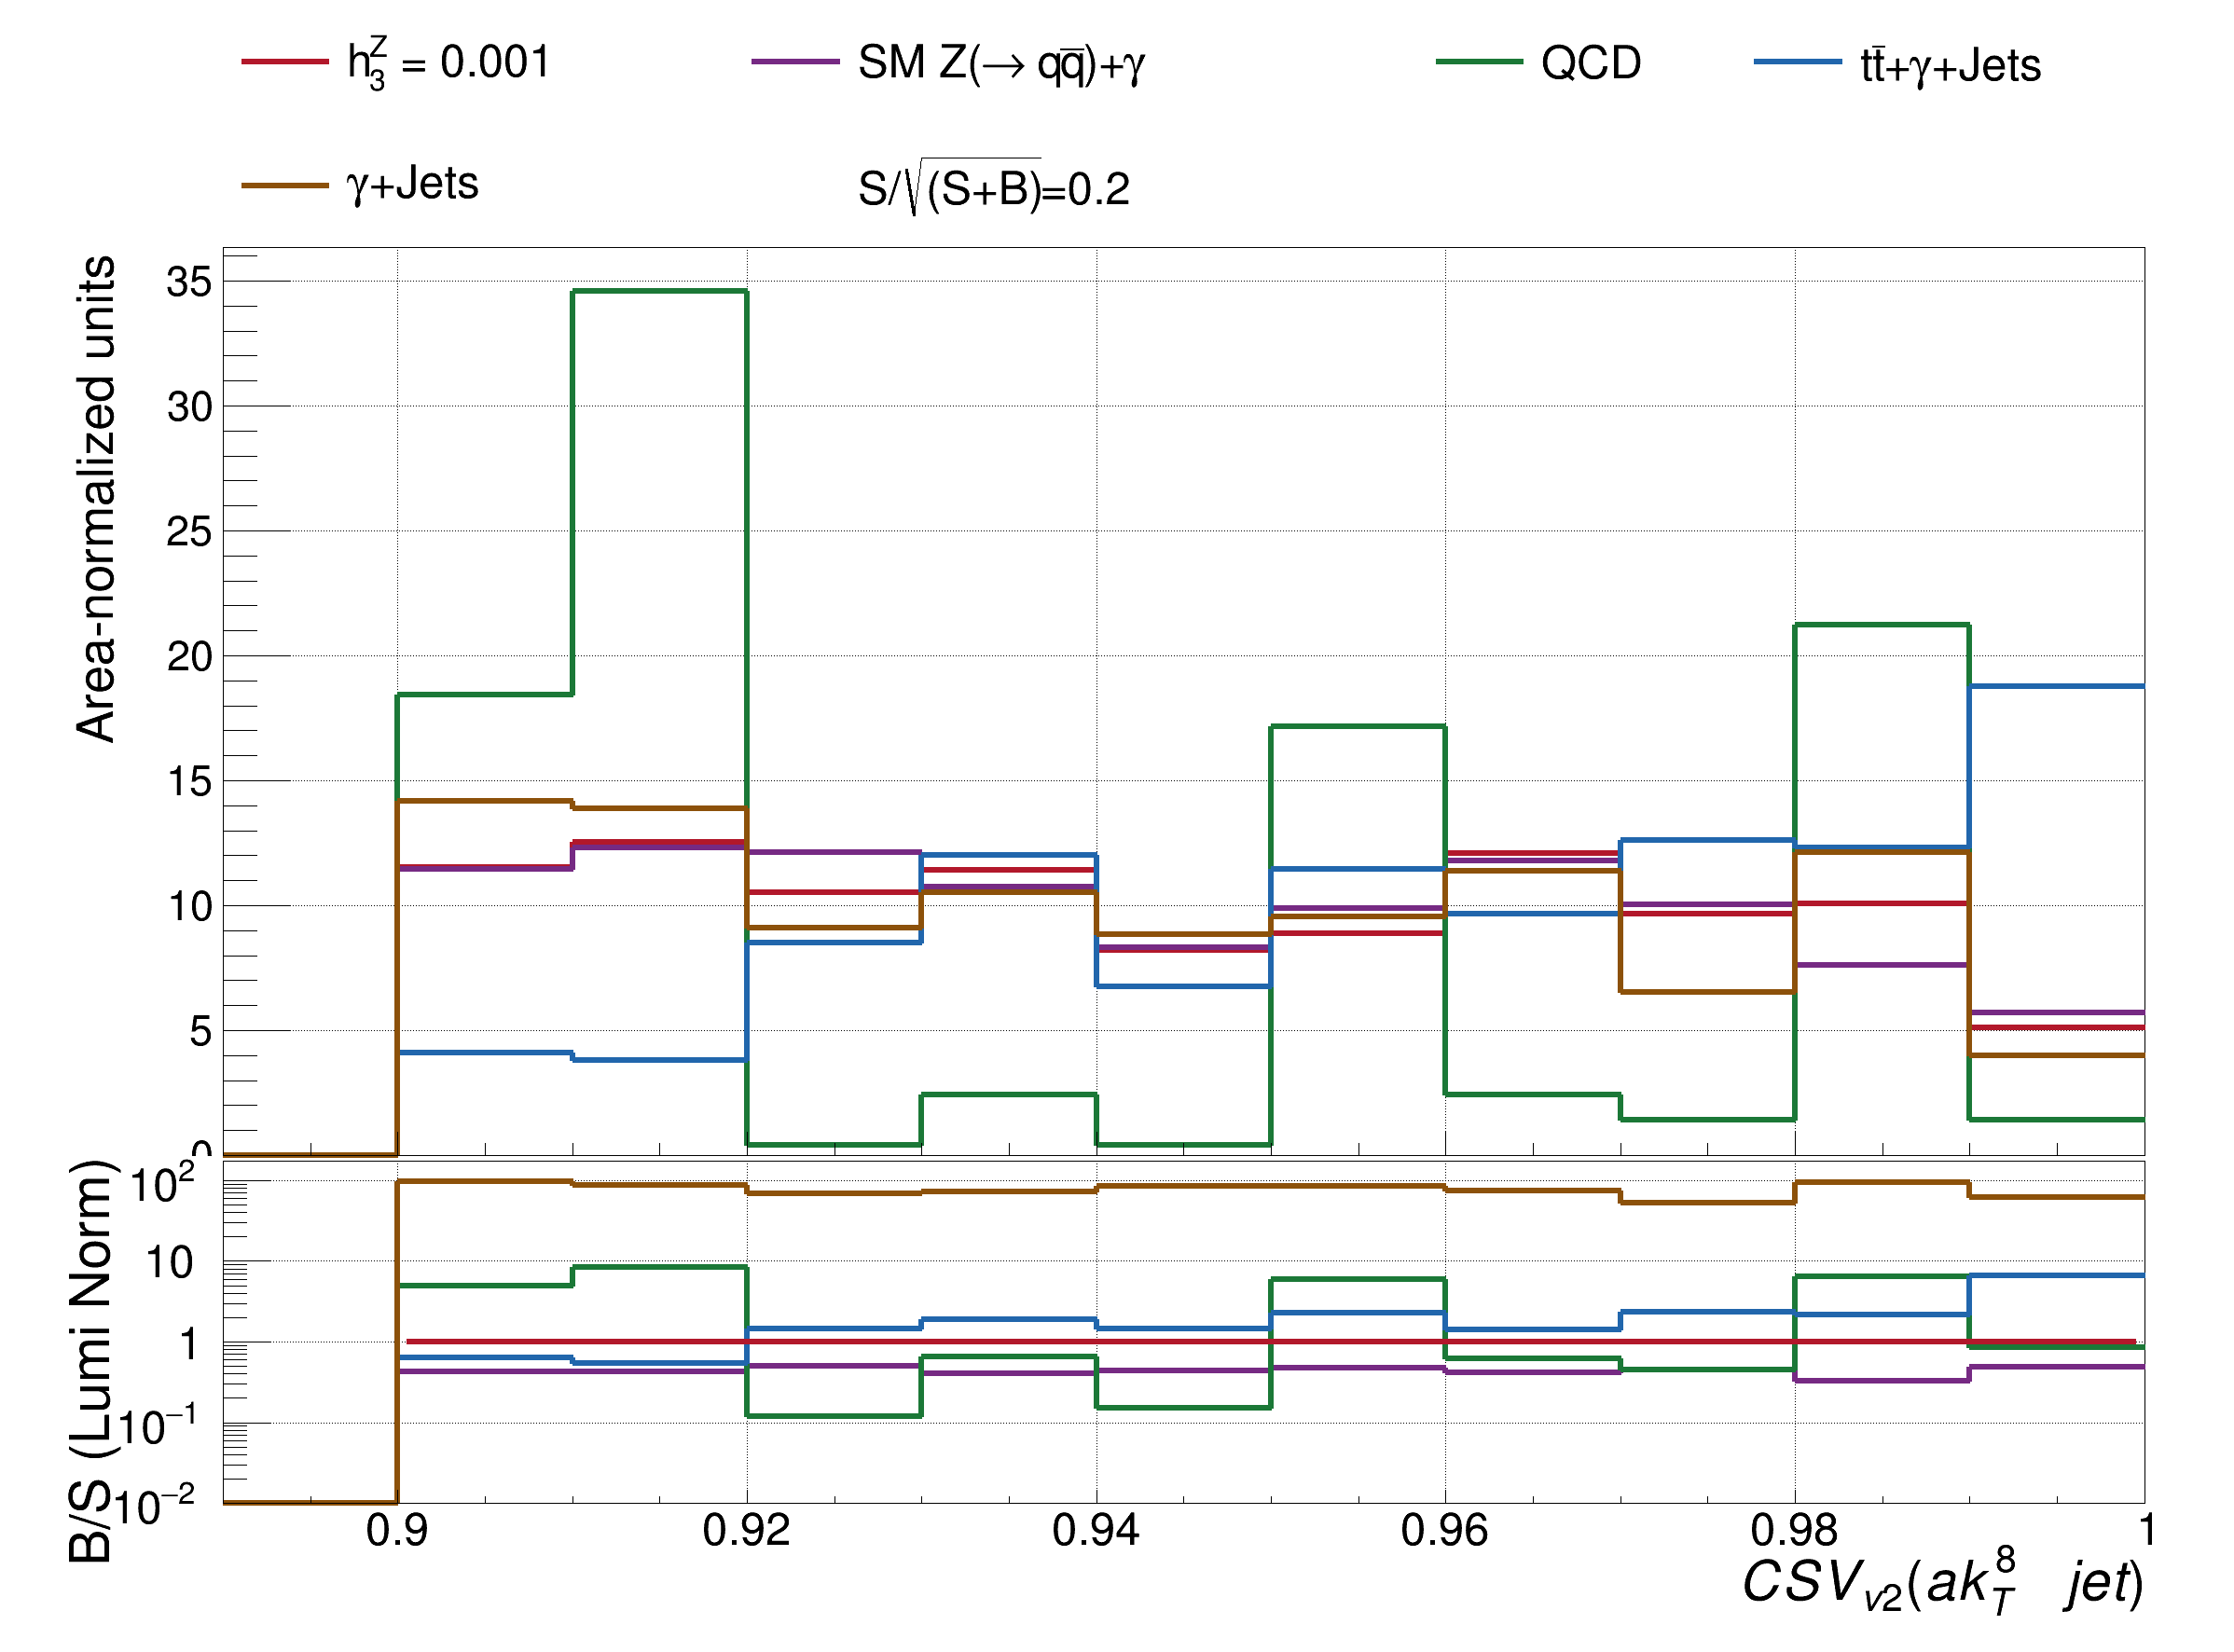 h₃ᶻ = 0.001 SM Z(→ qq̄)+γ QCD tt̄+γ+Jets
γ+Jets S/√(S+B)=0.2
Area-normalized units
35
30
25
20
15
10
5
0
B/S (Lumi Norm)
10²
10
1
10⁻¹
10⁻²
0.9 0.92 0.94 0.96 0.98 1
CSV_v2(ak_T^8 jet)